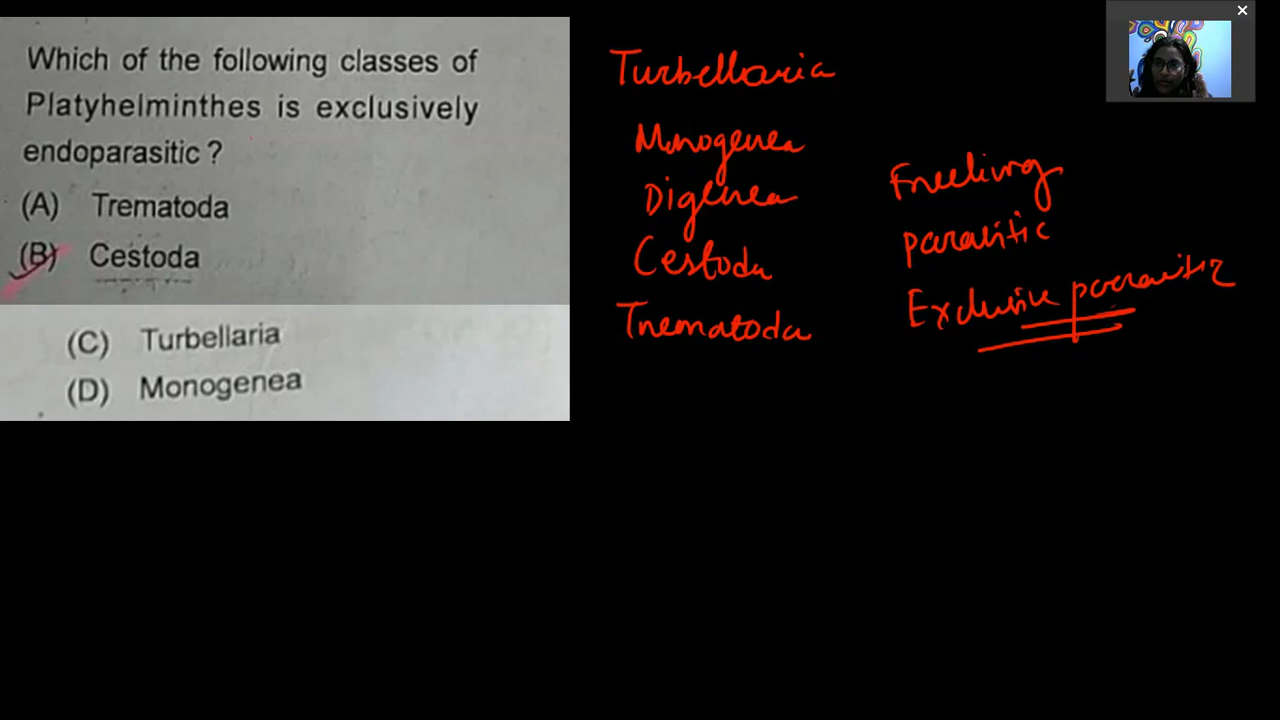 Which of the following classes of
Platyhelminthes is exclusively
endoparasitic ?
(A) Trematoda
(B) Cestoda
(C) Turbellaria
(D) Monogenea
Turbellaria
Monogenea
Digenea
Cestoda
Trematoda
Freeliving
parasitic
Exclusive parasitic